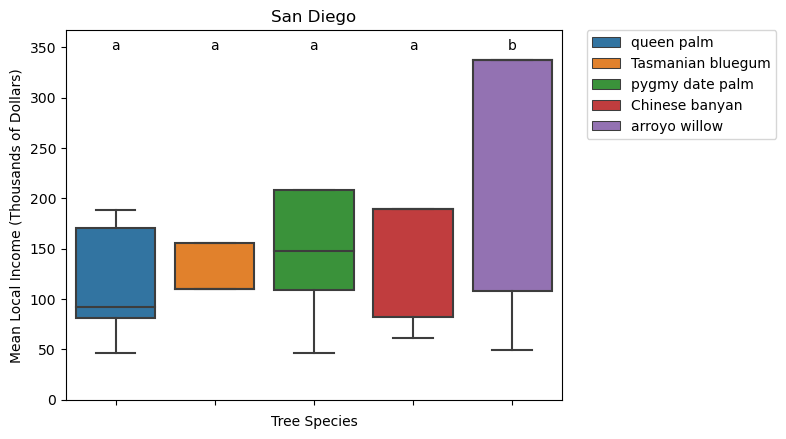 San Diego
a a a a b
350
300
250
200
150
100
50
0
Mean Local Income (Thousands of Dollars)
Tree Species
queen palm
Tasmanian bluegum
pygmy date palm
Chinese banyan
arroyo willow